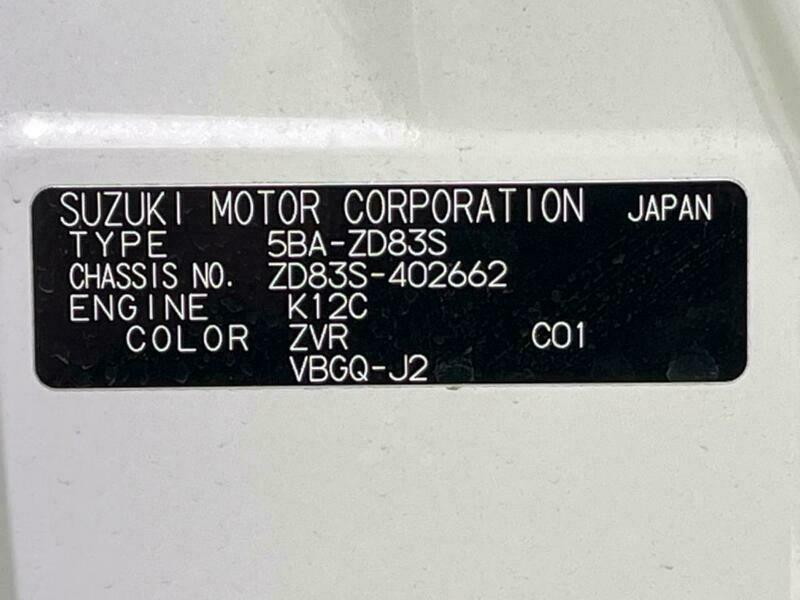 SUZUKI MOTOR CORPORATION JAPAN
TYPE 5BA-ZD83S
CHASSIS NO. ZD83S-402662
ENGINE K12C
COLOR ZVR C01
VBGQ-J2